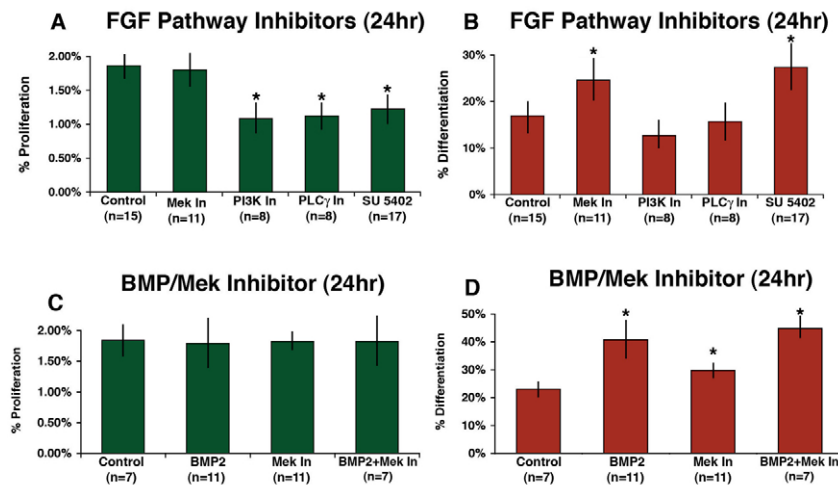 A FGF Pathway Inhibitors (24hr)
% Proliferation
2.00%
1.50%
1.00%
0.50%
0.00%
* * *
Control Mek In PI3K In PLCγ In SU 5402
(n=15) (n=11) (n=8) (n=8) (n=17)
B FGF Pathway Inhibitors (24hr)
% Differentiation
30%
20%
10%
0%
* *
Control Mek In PI3K In PLCγ In SU 5402
(n=15) (n=11) (n=8) (n=8) (n=17)
C BMP/Mek Inhibitor (24hr)
% Proliferation
2.00%
1.50%
1.00%
0.50%
0.00%
Control BMP2 Mek In BMP2+Mek In
(n=7) (n=11) (n=11) (n=7)
D BMP/Mek Inhibitor (24hr)
% Differentiation
50%
40%
30%
20%
10%
0%
* * *
Control BMP2 Mek In BMP2+Mek In
(n=7) (n=11) (n=11) (n=7)